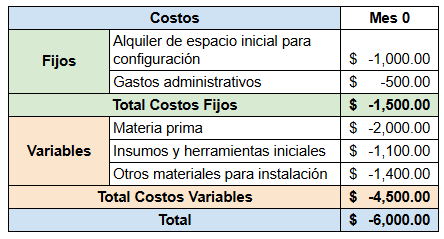 Costos Mes 0
Fijos
Alquiler de espacio inicial para
configuración $ -1,000.00
Gastos administrativos $ -500.00
Total Costos Fijos $ -1,500.00
Variables
Materia prima $ -2,000.00
Insumos y herramientas iniciales $ -1,100.00
Otros materiales para instalación $ -1,400.00
Total Costos Variables $ -4,500.00
Total $ -6,000.00